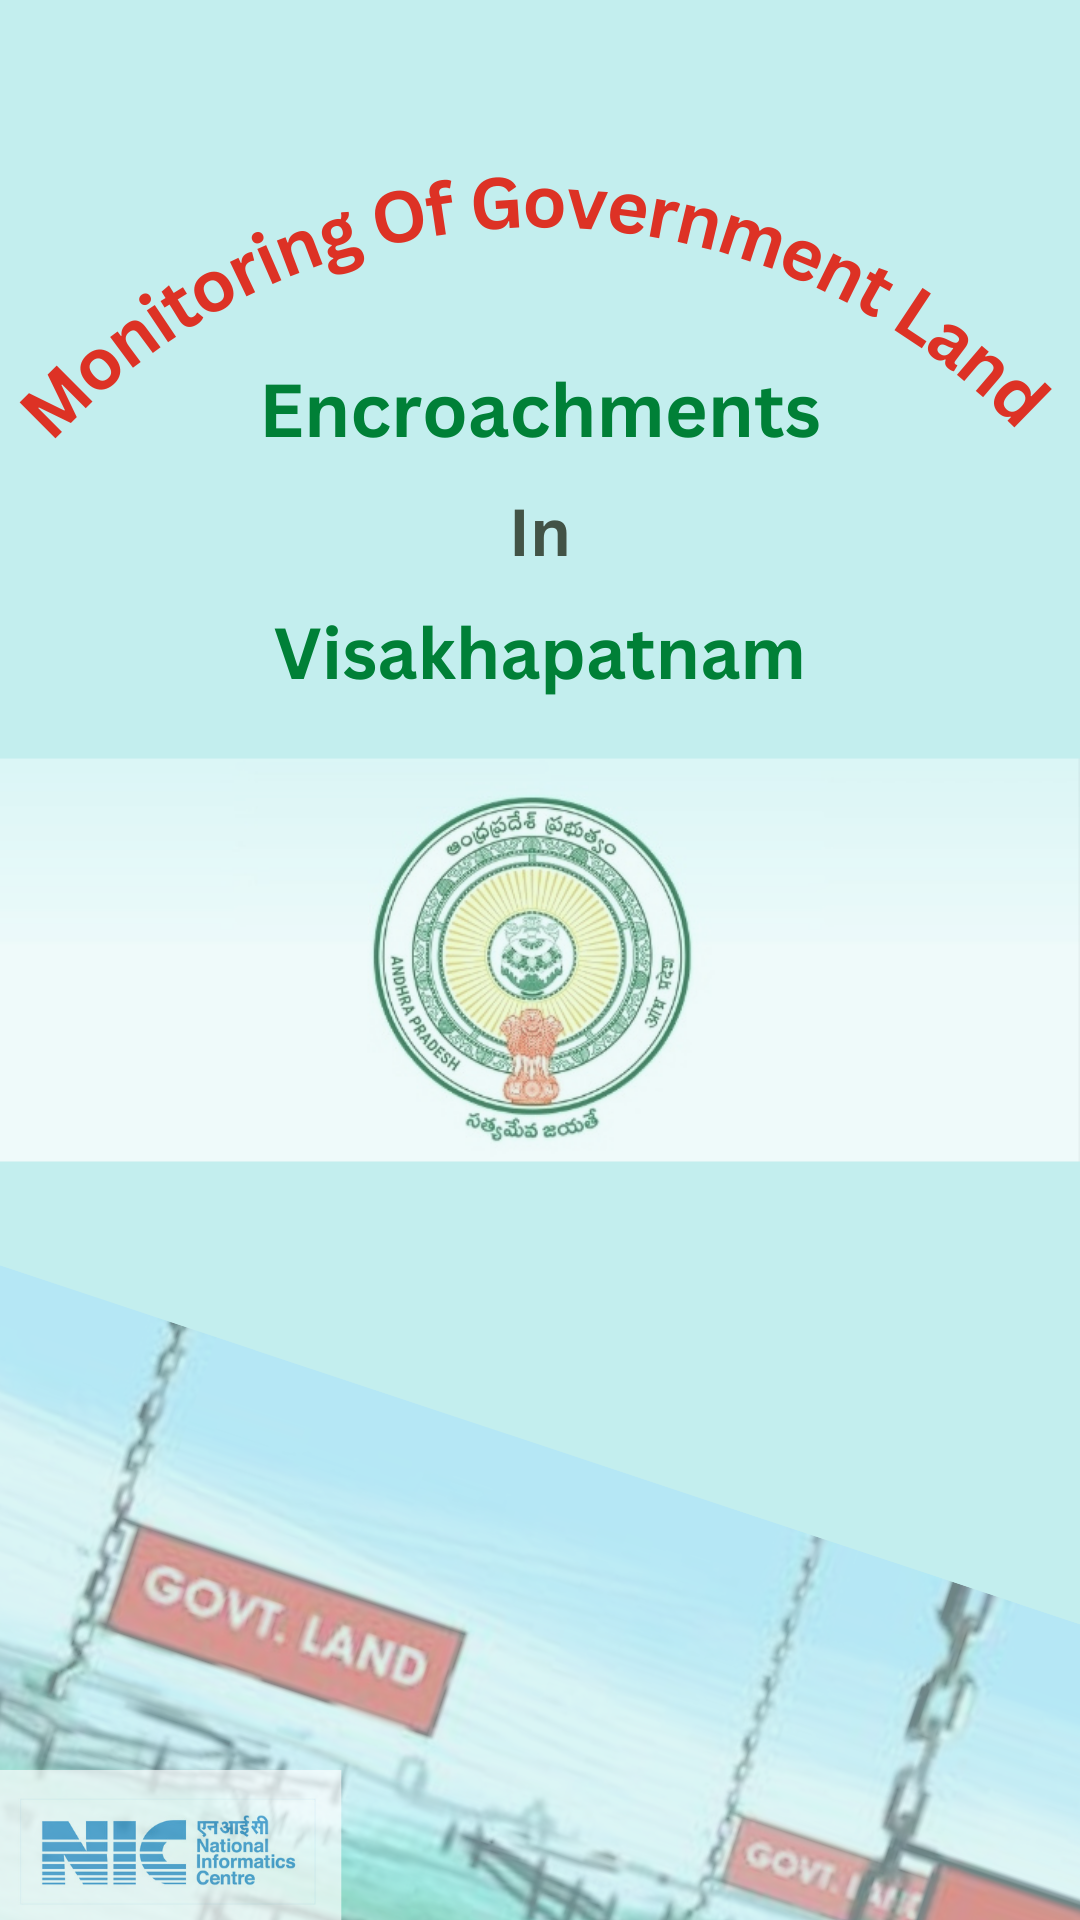 Monitoring Of Government Land
Encroachments
In
Visakhapatnam
ఆంధ్రప్రదేశ్ ప్రభుత్వం
ANDHRA PRADESH
आंध्र प्रदेश
సత్యమేవ జయతే
GOVT. LAND
GOVT. LAND
NIC
एनआईसी
National
Informatics
Centre